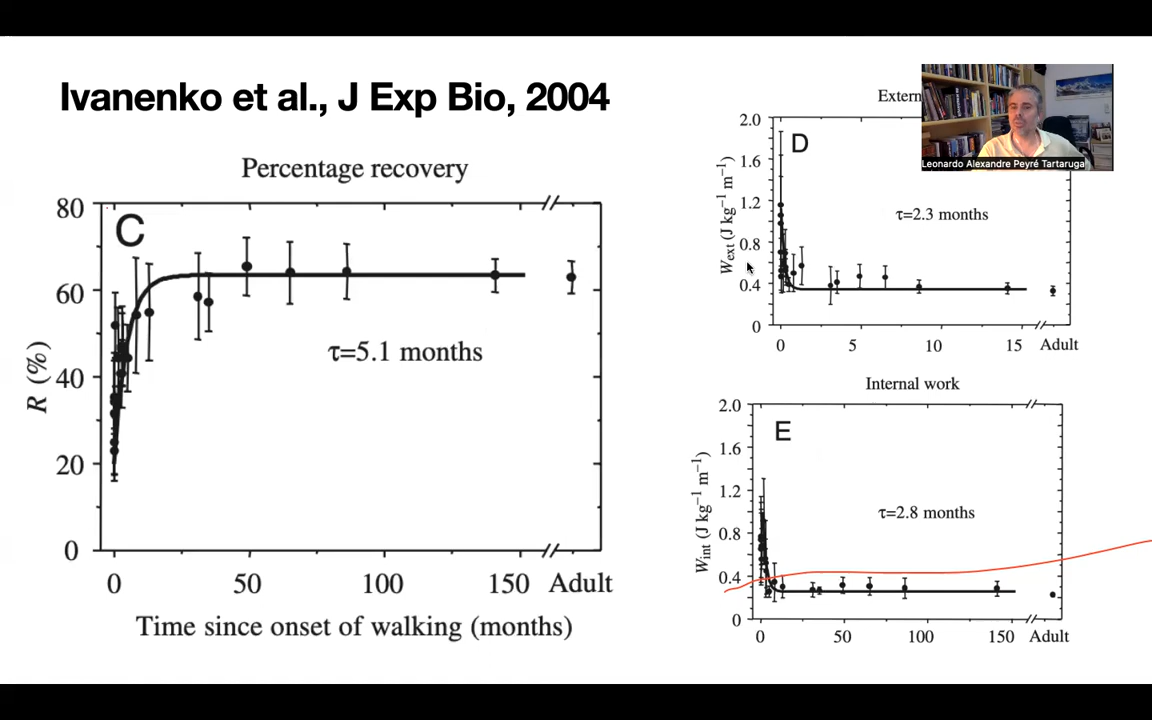 Ivanenko et al., J Exp Bio, 2004
Percentage recovery
C
80
60
40
20
0
R (%)
τ=5.1 months
0 50 100 150 Adult
Time since onset of walking (months)
Extern
D
2.0
1.6
1.2
0.8
0.4
0
Wext (J kg−1 m−1)
τ=2.3 months
0 5 10 15 Adult
Leonardo Alexandre Peyré Tartaruga
Internal work
E
2.0
1.6
1.2
0.8
0.4
0
Wint (J kg−1 m−1)
τ=2.8 months
0 50 100 150 Adult